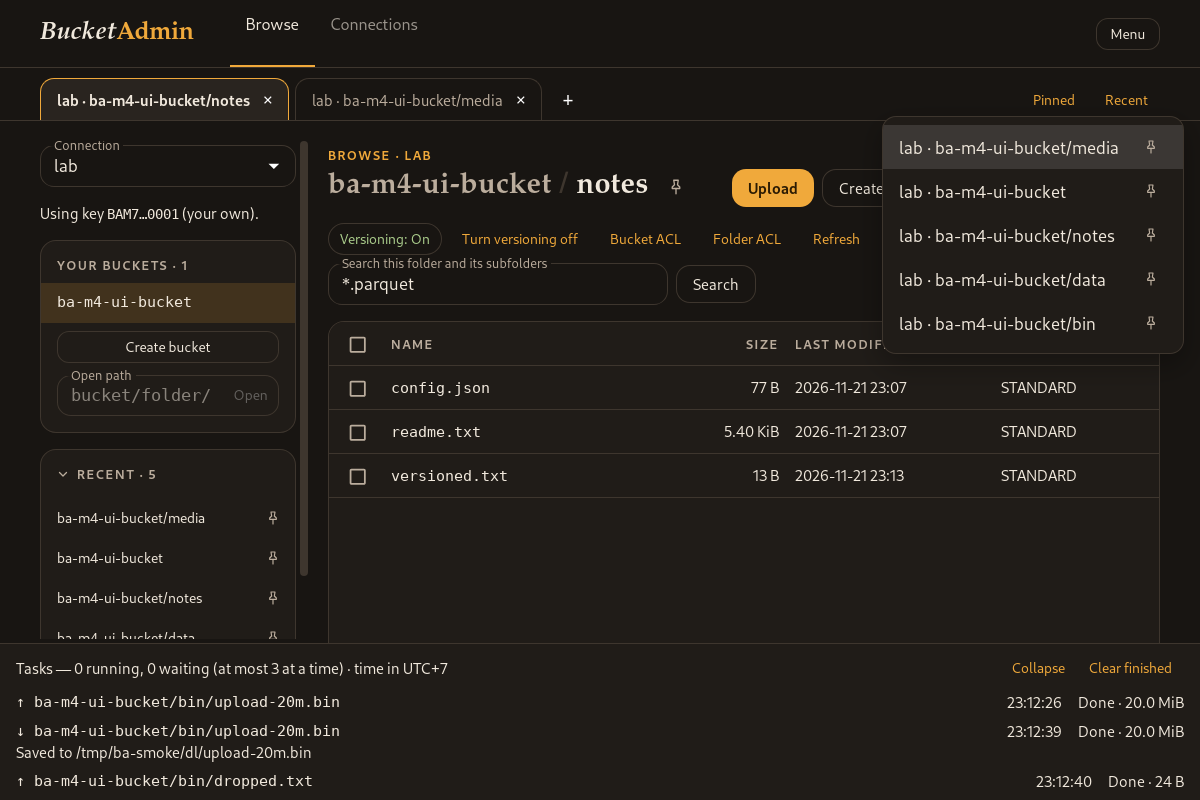 BucketAdmin
Browse
Connections
Menu
lab · ba-m4-ui-bucket/notes ×
lab · ba-m4-ui-bucket/media ×
+
Pinned
Recent
lab · ba-m4-ui-bucket/media
lab · ba-m4-ui-bucket
lab · ba-m4-ui-bucket/notes
lab · ba-m4-ui-bucket/data
lab · ba-m4-ui-bucket/bin
Connection
lab
Using key BAM7…0001 (your own).
YOUR BUCKETS · 1
ba-m4-ui-bucket
Create bucket
Open path
bucket/folder/ Open
RECENT · 5
ba-m4-ui-bucket/media
ba-m4-ui-bucket
ba-m4-ui-bucket/notes
ba-m4-ui-bucket/data
BROWSE · LAB
ba-m4-ui-bucket / notes
Upload
Create
Versioning: On
Turn versioning off
Bucket ACL
Folder ACL
Refresh
Search this folder and its subfolders
*.parquet
Search
NAME SIZE LAST MODIF
config.json 77 B 2026-11-21 23:07 STANDARD
readme.txt 5.40 KiB 2026-11-21 23:07 STANDARD
versioned.txt 13 B 2026-11-21 23:13 STANDARD
Tasks — 0 running, 0 waiting (at most 3 at a time) · time in UTC+7
Collapse
Clear finished
↑ ba-m4-ui-bucket/bin/upload-20m.bin 23:12:26 Done · 20.0 MiB
↓ ba-m4-ui-bucket/bin/upload-20m.bin 23:12:39 Done · 20.0 MiB
Saved to /tmp/ba-smoke/dl/upload-20m.bin
↑ ba-m4-ui-bucket/bin/dropped.txt 23:12:40 Done · 24 B